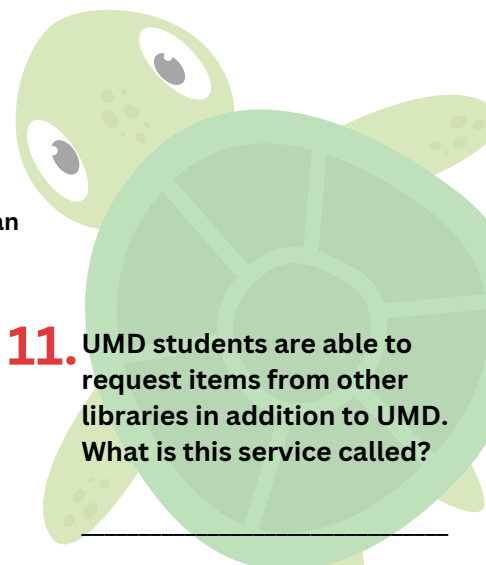 11. UMD students are able to
request items from other
libraries in addition to UMD.
What is this service called?